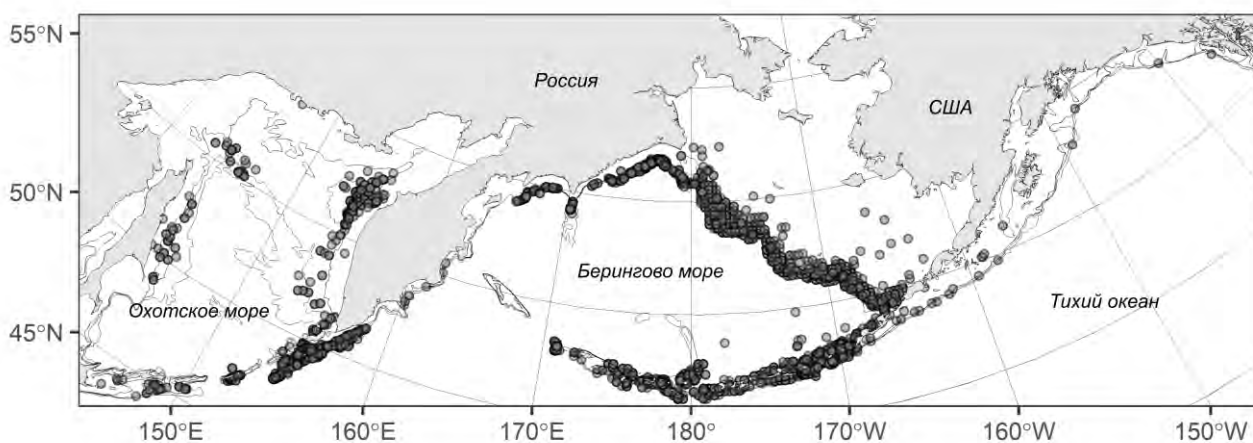 55°N
Россия
США
50°N
Берингово море
Охотское море
Тихий океан
45°N
150°E
160°E
170°E
180°
170°W
160°W
150°W